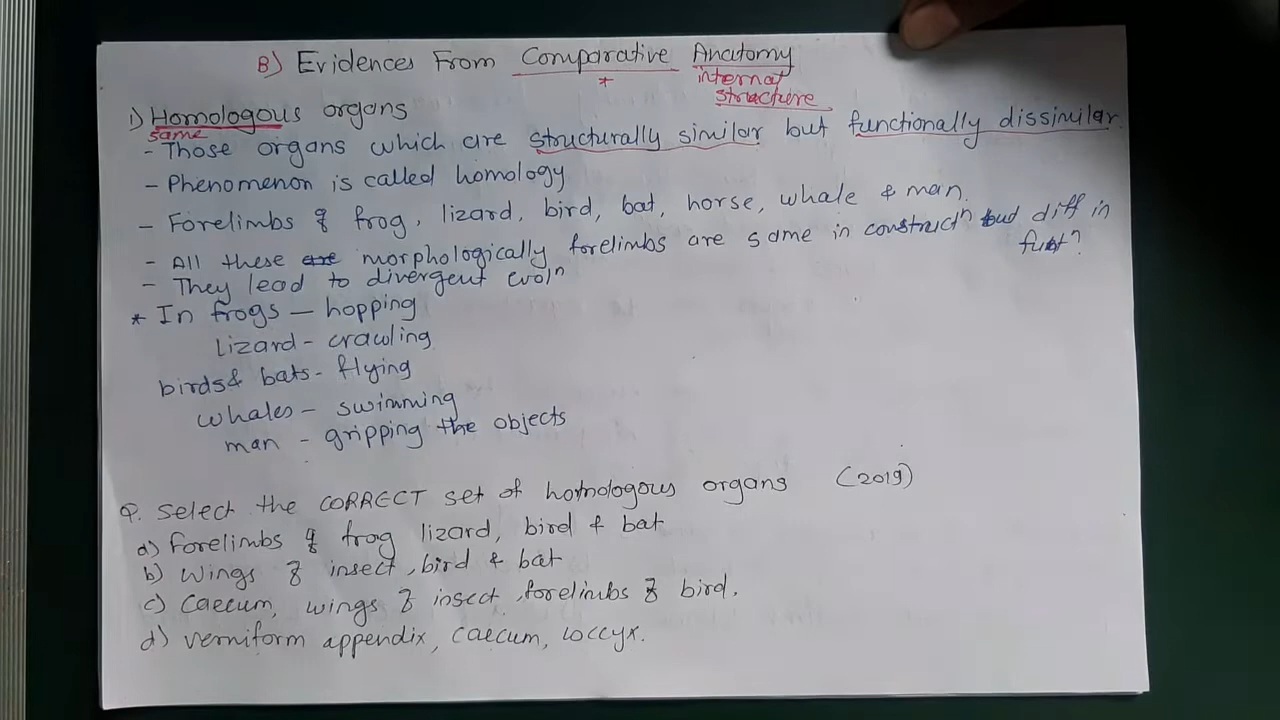 B) Evidences From Comparative Anatomy
* internal
structure
i) Homologous organs
same
- Those organs which are structurally similar but functionally dissimilar.
- Phenomenon is called homology
- Forelimbs of frog, lizard, bird, bat, horse, whale & man.
- All these are morphologically forelimbs are same in constructn but diff in
- They lead to divergent evoln
* In frogs – hopping
lizard - crawling
birds & bats - flying
whales – swimming
man - gripping the objects
Q. Select the CORRECT set of homologous organs (2019)
a) Forelimbs of frog lizard, bird & bat
b) Wings of insect, bird & bat
c) Caecum, wings of insect, forelimbs of bird.
d) vermiform appendix, caecum, coccyx.